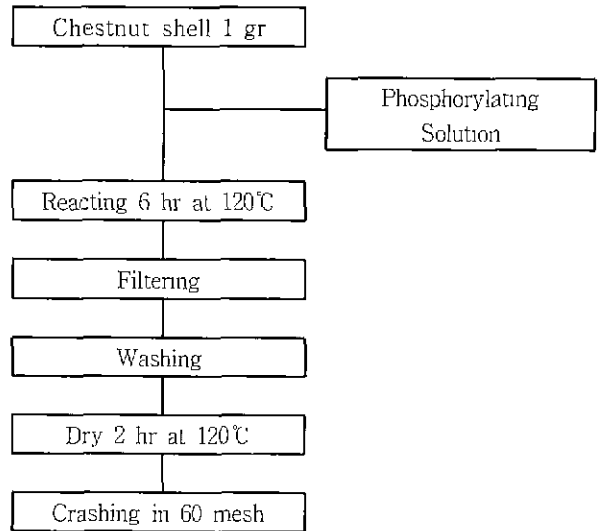 Chestnut shell 1 gr
Phosphorylating
Solution
Reacting 6 hr at 120℃
Filtering
Washing
Dry 2 hr at 120℃
Crashing in 60 mesh